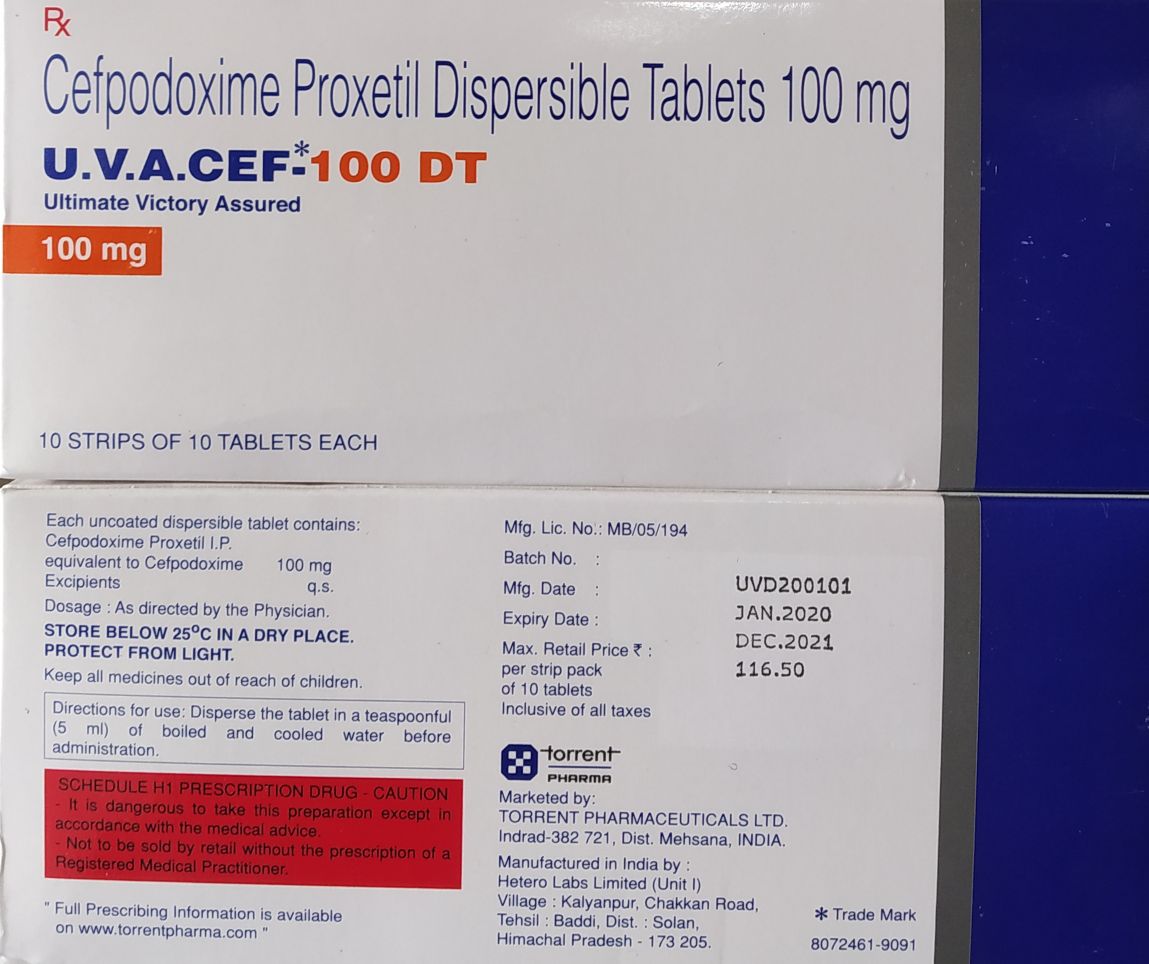 Rx
Cefpodoxime Proxetil Dispersible Tablets 100 mg
U.V.A.CEF-*100 DT
Ultimate Victory Assured
100 mg
10 STRIPS OF 10 TABLETS EACH
Each uncoated dispersible tablet contains:
Cefpodoxime Proxetil I.P.
equivalent to Cefpodoxime 100 mg
Excipients q.s.
Dosage : As directed by the Physician.
STORE BELOW 25ºC IN A DRY PLACE.
PROTECT FROM LIGHT.
Keep all medicines out of reach of children.
Directions for use: Disperse the tablet in a teaspoonful
(5 ml) of boiled and cooled water before
administration.
SCHEDULE H1 PRESCRIPTION DRUG - CAUTION
- It is dangerous to take this preparation except in
accordance with the medical advice.
- Not to be sold by retail without the prescription of a
Registered Medical Practitioner.
" Full Prescribing Information is available
on www.torrentpharma.com "
Mfg. Lic. No.: MB/05/194
Batch No. :
Mfg. Date :
Expiry Date :
Max. Retail Price ₹ :
per strip pack
of 10 tablets
Inclusive of all taxes
UVD200101
JAN.2020
DEC.2021
116.50
torrent
PHARMA
Marketed by:
TORRENT PHARMACEUTICALS LTD.
Indrad-382 721, Dist. Mehsana, INDIA.
Manufactured in India by :
Hetero Labs Limited (Unit I)
Village : Kalyanpur, Chakkan Road,
Tehsil : Baddi, Dist. : Solan,
Himachal Pradesh - 173 205.
* Trade Mark
8072461-9091